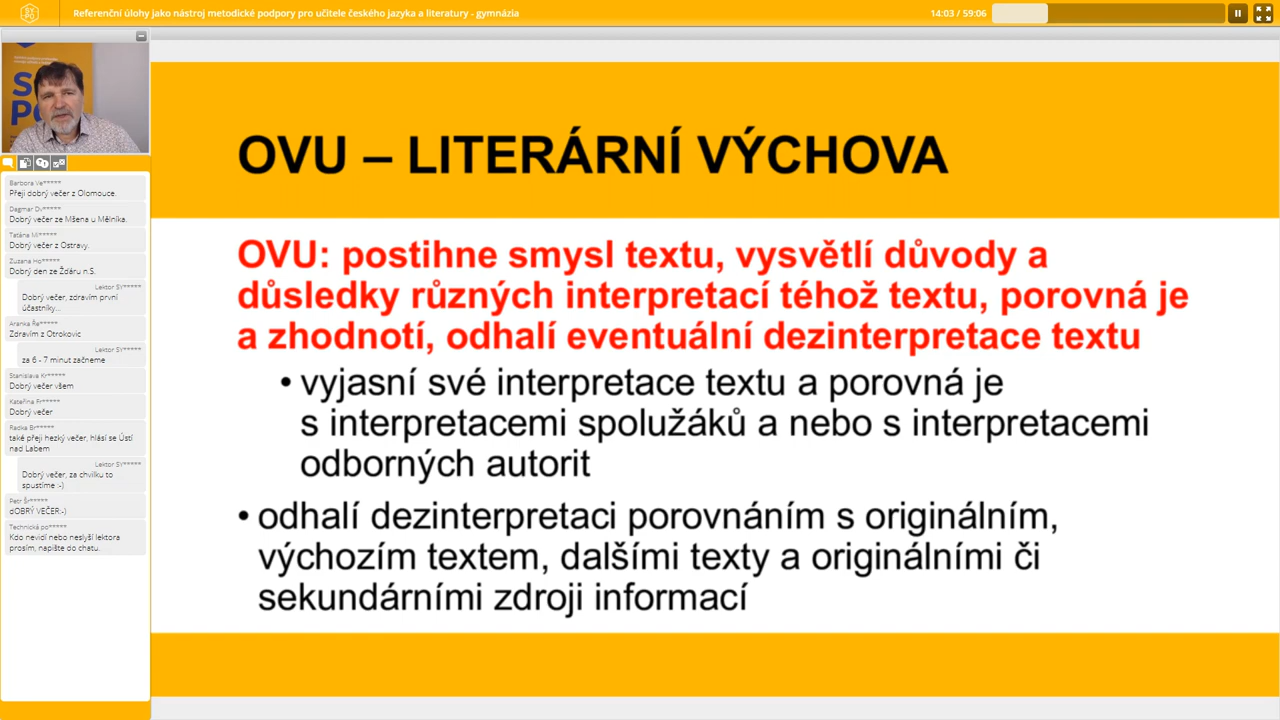 Referenční úlohy jako nástroj metodické podpory pro učitele českého jazyka a literatury - gymnázia
14:03 / 59:06
Barbora Ve*****
Přeji dobrý večer z Olomouce.
Dagmar Dv*****
Dobrý večer ze Mšena u Mělníka.
Taťána Mi*****
Dobrý večer z Ostravy.
Zuzana Ho*****
Dobrý den ze Žďáru n.S.
Lektor SY*****
Dobrý večer, zdravím první
účastníky...
Aranka Ře*****
Zdravím z Otrokovic
Lektor SY*****
za 6 - 7 minut začneme
Stanislava Kr*****
Dobrý večer všem
Kateřina Fr*****
Dobrý večer
Radka Br*****
také přeji hezký večer, hlásí se Ústí
nad Labem
Lektor SY*****
Dobrý večer, za chvilku to
spustíme :-)
Petr Šr*****
dOBRÝ VEČER:-)
Technická po*****
Kdo nevidí nebo neslyší lektora
prosím, napište do chatu.
OVU – LITERÁRNÍ VÝCHOVA
OVU: postihne smysl textu, vysvětlí důvody a
důsledky různých interpretací téhož textu, porovná je
a zhodnotí, odhalí eventuální dezinterpretace textu
• vyjasní své interpretace textu a porovná je
s interpretacemi spolužáků a nebo s interpretacemi
odborných autorit
• odhalí dezinterpretaci porovnáním s originálním,
výchozím textem, dalšími texty a originálními či
sekundárními zdroji informací